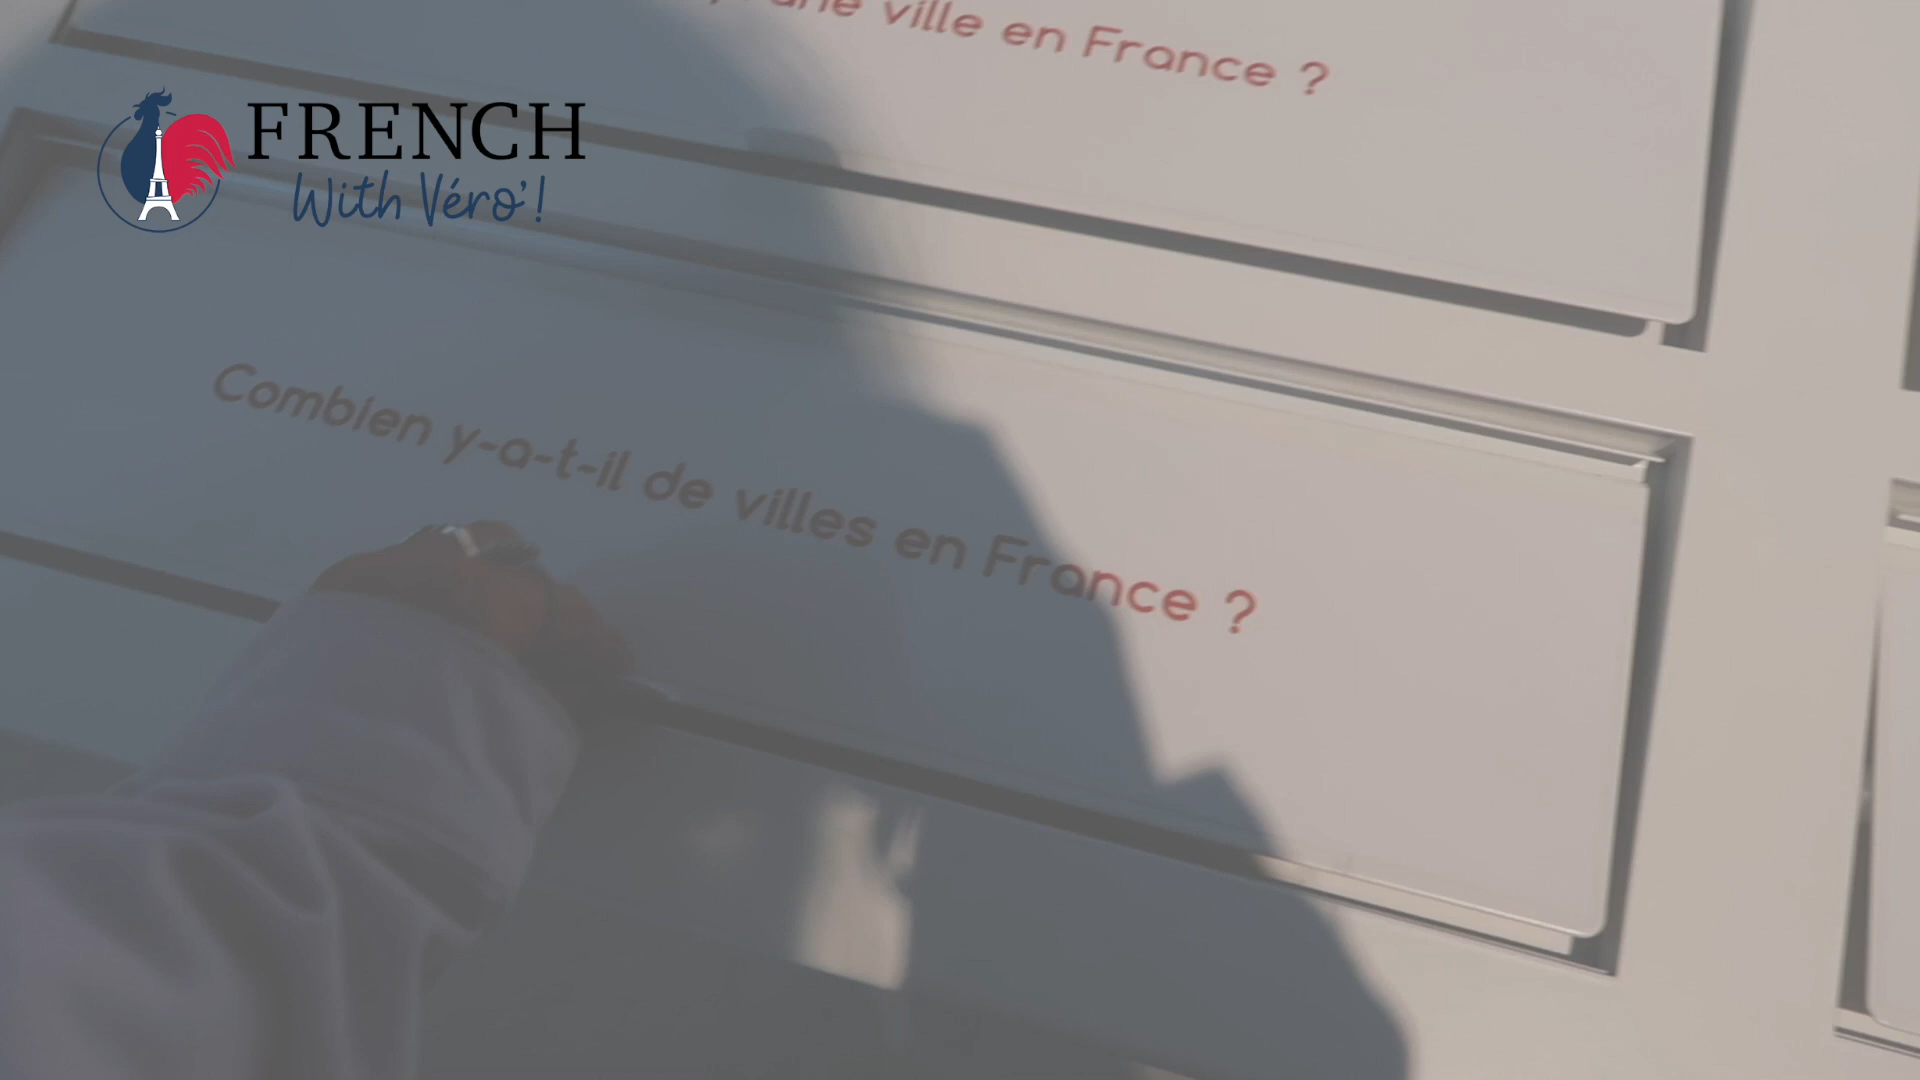 ville en France ?
FRENCH
With Véro'!
Combien y-a-t-il de villes en France ?